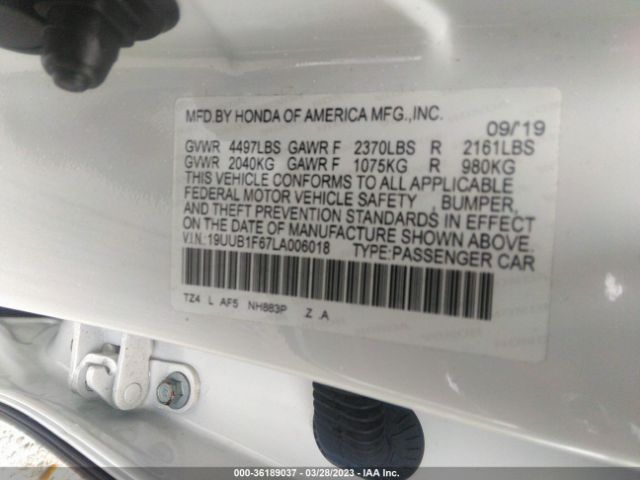 MFD.BY HONDA OF AMERICA MFG.,INC.
09/'19
GVWR 4497LBS GAWR F 2370LBS R 2161LBS
GVWR 2040KG GAWR F 1075KG R 980KG
THIS VEHICLE CONFORMS TO ALL APPLICABLE
FEDERAL MOTOR VEHICLE SAFETY , BUMPER,
AND THEFT PREVENTION STANDARDS IN EFFECT
ON THE DATE OF MANUFACTURE SHOWN ABOVE.
V.I.N.:19UUB1F67LA006018 TYPE:PASSENGER CAR
TZ4 L AF5 NH883P Z .A
000-36189037 - 03/28/2023 - IAA Inc.